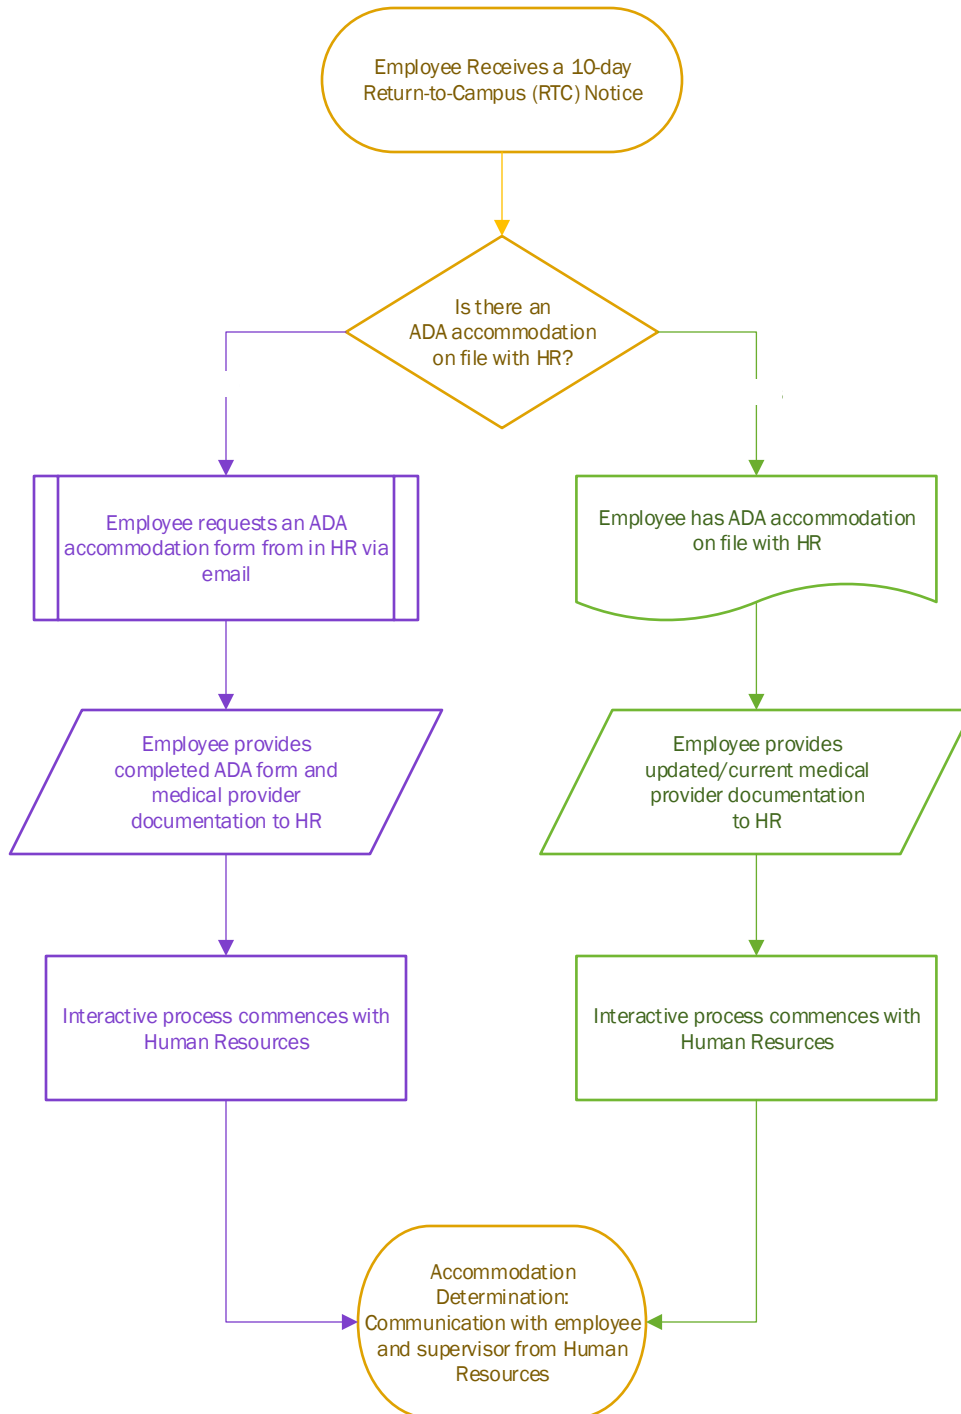 Employee Receives a 10-day
Return-to-Campus (RTC) Notice
Is there an
ADA accommodation
on file with HR?
Employee requests an ADA
accommodation form from in HR via
email
Employee has ADA accommodation
on file with HR
Employee provides
completed ADA form and
medical provider
documentation to HR
Employee provides
updated/current medical
provider documentation
to HR
Interactive process commences with
Human Resources
Interactive process commences with
Human Resurces
Accommodation
Determination:
Communication with employee
and supervisor from Human
Resources